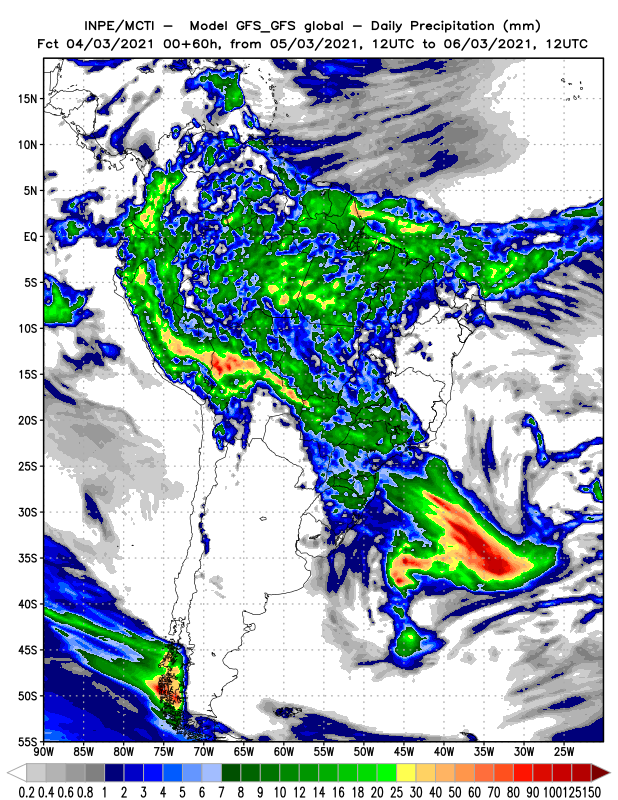 INPE/MCTI – Model GFS_GFS global – Daily Precipitation (mm)
Fct 04/03/2021 00+60h, from 05/03/2021, 12UTC to 06/03/2021, 12UTC
15N
10N
5N
EQ
5S
10S
15S
20S
25S
30S
35S
40S
45S
50S
55S
90W 85W 80W 75W 70W 65W 60W 55W 50W 45W 40W 35W 30W 25W
0.2 0.4 0.6 0.8 1 2 3 4 5 6 7 8 9 10 12 14 16 18 20 25 30 40 50 60 70 80 90 100 125 150